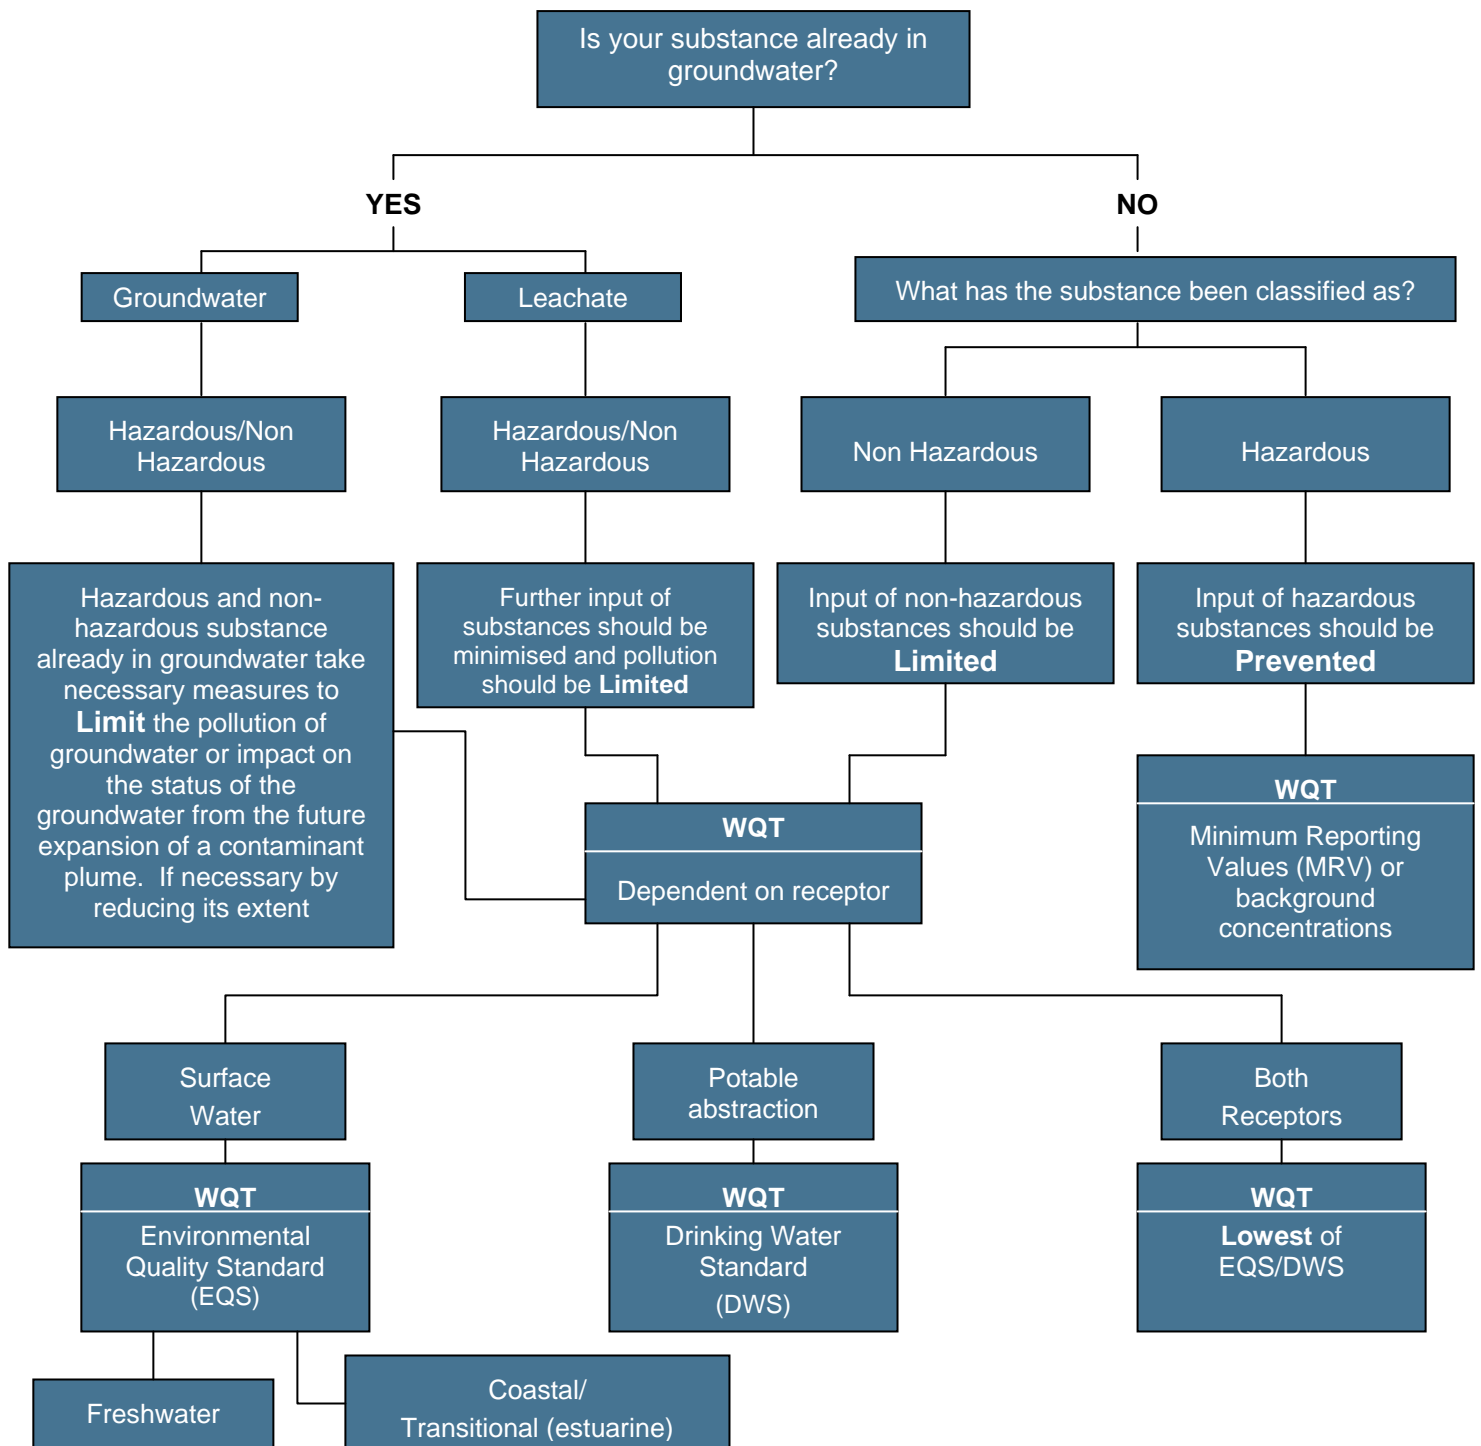 Is your substance already in
groundwater?
YES
NO
Groundwater
Leachate
What has the substance been classified as?
Hazardous/Non
Hazardous
Hazardous/Non
Hazardous
Non Hazardous
Hazardous
Hazardous and non-
hazardous substance
already in groundwater take
necessary measures to
Limit the pollution of
groundwater or impact on
the status of the
groundwater from the future
expansion of a contaminant
plume. If necessary by
reducing its extent
Further input of
substances should be
minimised and pollution
should be Limited
Input of non-hazardous
substances should be
Limited
Input of hazardous
substances should be
Prevented
WQT
Dependent on receptor
WQT
Minimum Reporting
Values (MRV) or
background
concentrations
Surface
Water
Potable
abstraction
Both
Receptors
WQT
Environmental
Quality Standard
(EQS)
WQT
Drinking Water
Standard
(DWS)
WQT
Lowest of
EQS/DWS
Freshwater
Coastal/
Transitional (estuarine)